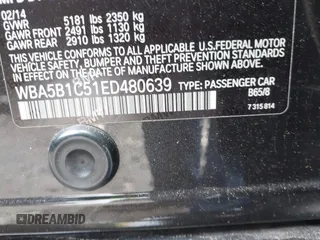 02/14
GVWR 5181 lbs 2350 kg
GAWR FRONT 2491 lbs 1130 kg
GAWR REAR 2910 lbs 1320 kg
THIS VEHICLE CONFORMS TO ALL APPLICABLE U.S. FEDERAL
SAFETY, BUMPER AND THEFT PREVENTION STANDARDS
IN EFFECT ON THE DATE OF MANUFACTURE SHOWN ABOVE.
WBA5B1C51ED480639 TYPE: PASSENGER CAR
B65/8
7 315 814
DREAMBID